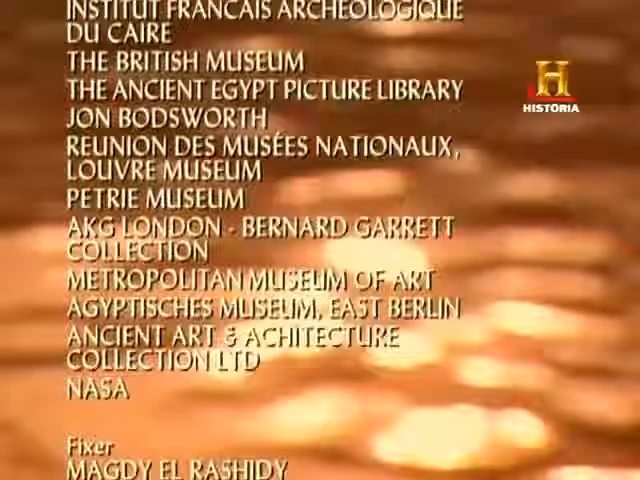 INSTITUT FRANCAIS ARCHEOLOGIQUE
DU CAIRE
THE BRITISH MUSEUM
THE ANCIENT EGYPT PICTURE LIBRARY
JON BODSWORTH
REUNION DES MUSÉES NATIONAUX,
LOUVRE MUSEUM
PETRIE MUSEUM
AKG LONDON - BERNARD GARRETT
COLLECTION
METROPOLITAN MUSEUM OF ART
AGYPTISCHES MUSEUM, EAST BERLIN
ANCIENT ART & ACHITECTURE
COLLECTION LTD
NASA
Fixer
MAGDY EL RASHIDY
H
HISTORIA